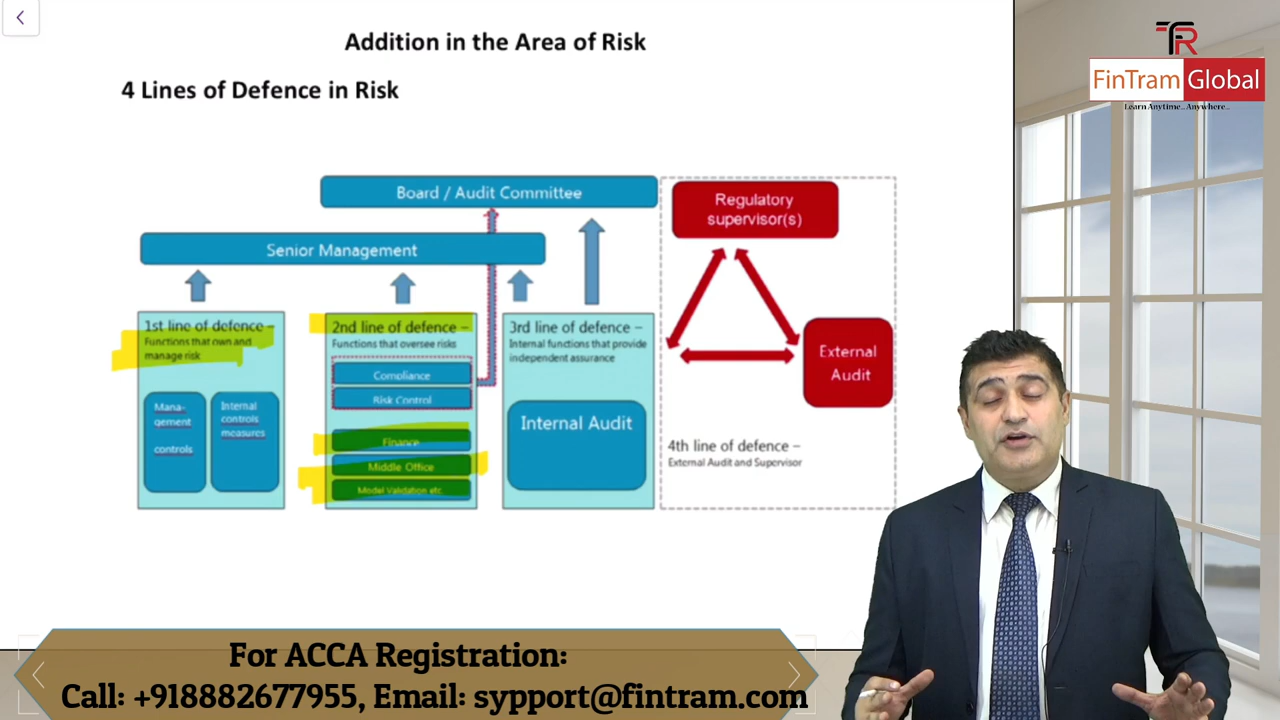 Addition in the Area of Risk
4 Lines of Defence in Risk
Board / Audit Committee
Senior Management
1st line of defence –
Functions that own and
manage risk
Mana-
gement
controls
Internal
controls
measures
2nd line of defence –
Functions that oversee risks
Compliance
Risk Control
Finance
Middle Office
Model Validation etc
3rd line of defence –
Internal functions that provide
independent assurance
Internal Audit
Regulatory
supervisor(s)
External
Audit
4th line of defence –
External Audit and Supervisor
TR
FinTram Global
Learn Anytime.. Anywhere..
For ACCA Registration:
Call: +918882677955, Email: sypport@fintram.com